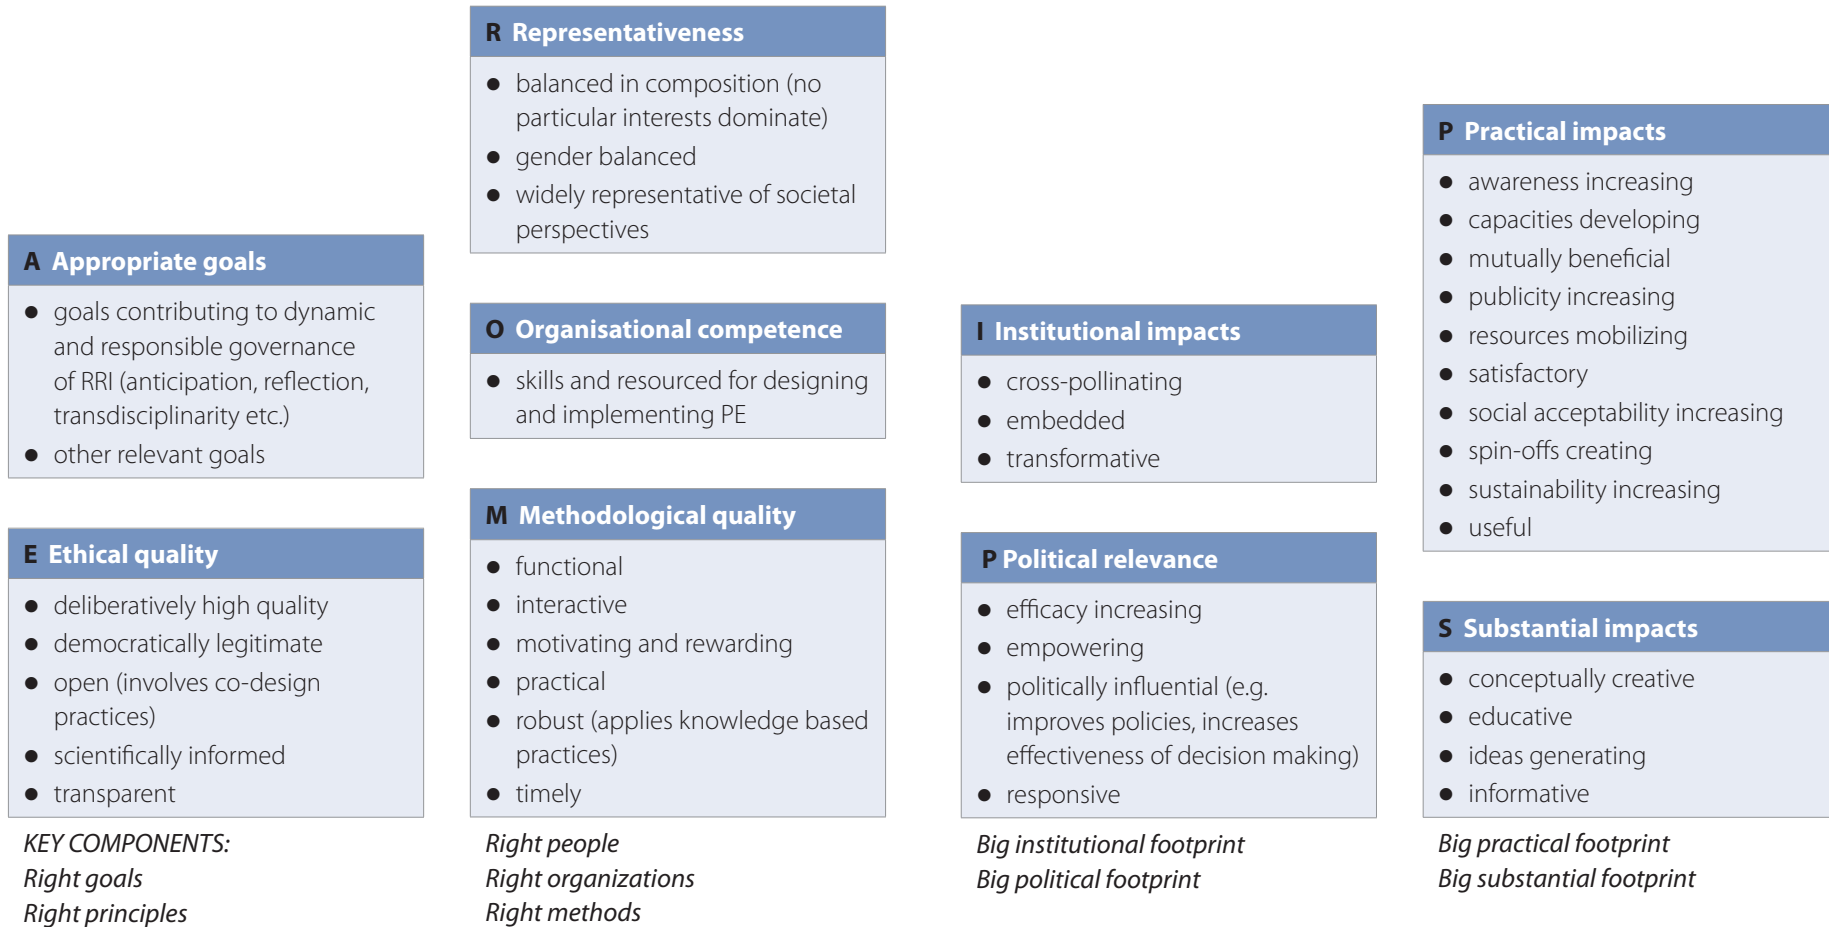 A Appropriate goals
● goals contributing to dynamic
and responsible governance
of RRI (anticipation, reflection,
transdisciplinarity etc.)
● other relevant goals
E Ethical quality
● deliberatively high quality
● democratically legitimate
● open (involves co-design
practices)
● scientifically informed
● transparent
KEY COMPONENTS:
Right goals
Right principles
R Representativeness
● balanced in composition (no
particular interests dominate)
● gender balanced
● widely representative of societal
perspectives
O Organisational competence
● skills and resourced for designing
and implementing PE
M Methodological quality
● functional
● interactive
● motivating and rewarding
● practical
● robust (applies knowledge based
practices)
● timely
Right people
Right organizations
Right methods
I Institutional impacts
● cross-pollinating
● embedded
● transformative
P Political relevance
● efficacy increasing
● empowering
● politically influential (e.g.
improves policies, increases
effectiveness of decision making)
● responsive
Big institutional footprint
Big political footprint
P Practical impacts
● awareness increasing
● capacities developing
● mutually beneficial
● publicity increasing
● resources mobilizing
● satisfactory
● social acceptability increasing
● spin-offs creating
● sustainability increasing
● useful
S Substantial impacts
● conceptually creative
● educative
● ideas generating
● informative
Big practical footprint
Big substantial footprint